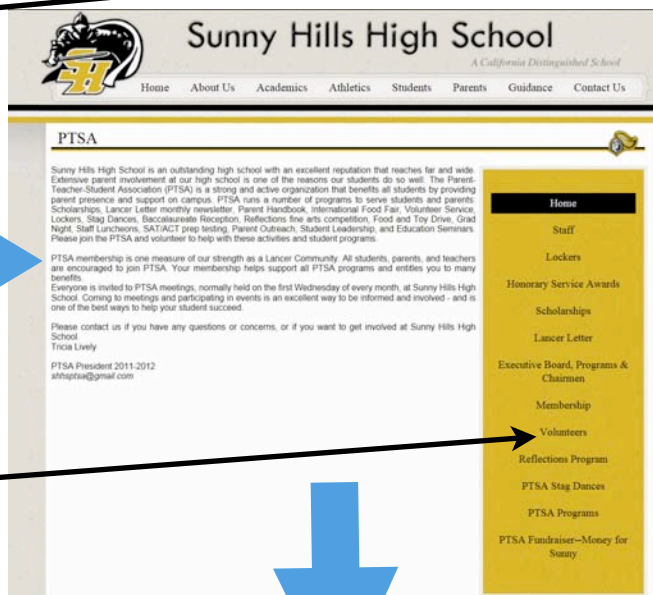 Sunny Hills High School
A California Distinguished School
SH
Home About Us Academics Athletics Students Parents Guidance Contact Us
PTSA
Sunny Hills High School is an outstanding high school with an excellent reputation that reaches far and wide.
Extensive parent involvement at our high school is one of the reasons our students do so well. The Parent-
Teacher-Student Association (PTSA) is a strong and active organization that benefits all students by providing
parent presence and support on campus. PTSA runs a number of programs to serve students and parents:
Scholarships, Lancer Letter monthly newsletter, Parent Handbook, International Food Fair, Volunteer Service,
Lockers, Stag Dances, Baccalaureate Reception, Reflections fine arts competition, Food and Toy Drive, Grad
Night, Staff Luncheons, SAT/ACT prep testing, Parent Outreach, Student Leadership, and Education Seminars.
Please join the PTSA and volunteer to help with these activities and student programs.
PTSA membership is one measure of our strength as a Lancer Community. All students, parents, and teachers
are encouraged to join PTSA. Your membership helps support all PTSA programs and entitles you to many
benefits.
Everyone is invited to PTSA meetings, normally held on the first Wednesday of every month, at Sunny Hills High
School. Coming to meetings and participating in events is an excellent way to be informed and involved - and is
one of the best ways to help your student succeed.
Please contact us if you have any questions or concerns, or if you want to get involved at Sunny Hills High
School.
Tricia Lively
PTSA President 2011-2012
shhsptsa@gmail.com
Home
Staff
Lockers
Honorary Service Awards
Scholarships
Lancer Letter
Executive Board, Programs &
Chairmen
Membership
Volunteers
Reflections Program
PTSA Stag Dances
PTSA Programs
PTSA Fundraiser--Money for
Sunny